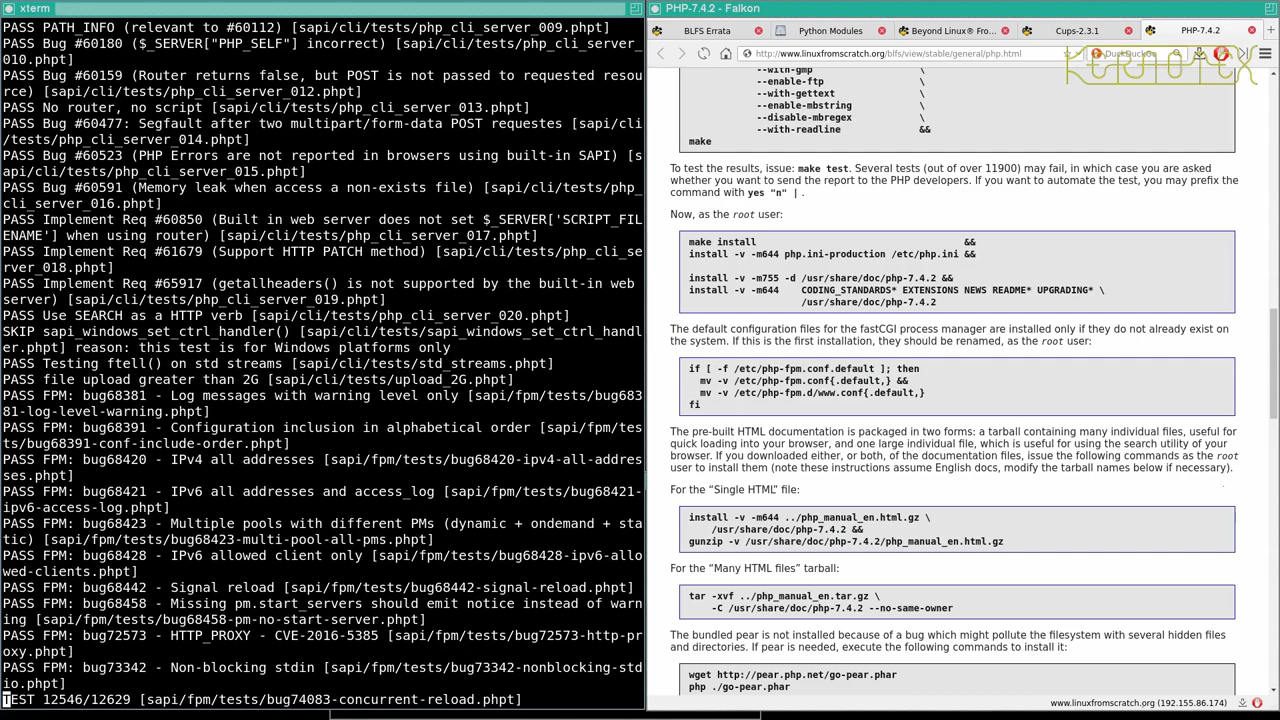 xterm
PASS PATH_INFO (relevant to #60112) [sapi/cli/tests/php_cli_server_009.phpt]
PASS Bug #60180 ($_SERVER["PHP_SELF"] incorrect) [sapi/cli/tests/php_cli_server_
010.phpt]
PASS Bug #60159 (Router returns false, but POST is not passed to requested resou
rce) [sapi/cli/tests/php_cli_server_012.phpt]
PASS No router, no script [sapi/cli/tests/php_cli_server_013.phpt]
PASS Bug #60477: Segfault after two multipart/form-data POST requestes [sapi/cli
/tests/php_cli_server_014.phpt]
PASS Bug #60523 (PHP Errors are not reported in browsers using built-in SAPI) [s
api/cli/tests/php_cli_server_015.phpt]
PASS Bug #60591 (Memory leak when access a non-exists file) [sapi/cli/tests/php_
cli_server_016.phpt]
PASS Implement Req #60850 (Built in web server does not set $_SERVER['SCRIPT_FIL
ENAME'] when using router) [sapi/cli/tests/php_cli_server_017.phpt]
PASS Implement Req #61679 (Support HTTP PATCH method) [sapi/cli/tests/php_cli_se
rver_018.phpt]
PASS Implement Req #65917 (getallheaders() is not supported by the built-in web
server) [sapi/cli/tests/php_cli_server_019.phpt]
PASS Use SEARCH as a HTTP verb [sapi/cli/tests/php_cli_server_020.phpt]
SKIP sapi_windows_set_ctrl_handler() [sapi/cli/tests/sapi_windows_set_ctrl_handl
er.phpt] reason: this test is for Windows platforms only
PASS Testing ftell() on std streams [sapi/cli/tests/std_streams.phpt]
PASS file upload greater than 2G [sapi/cli/tests/upload_2G.phpt]
PASS FPM: bug68381 - Log messages with warning level only [sapi/fpm/tests/bug683
81-log-level-warning.phpt]
PASS FPM: bug68391 - Configuration inclusion in alphabetical order [sapi/fpm/tes
ts/bug68391-conf-include-order.phpt]
PASS FPM: bug68420 - IPv4 all addresses [sapi/fpm/tests/bug68420-ipv4-all-addres
ses.phpt]
PASS FPM: bug68421 - IPv6 all addresses and access_log [sapi/fpm/tests/bug68421-
ipv6-access-log.phpt]
PASS FPM: bug68423 - Multiple pools with different PMs (dynamic + ondemand + sta
tic) [sapi/fpm/tests/bug68423-multi-pool-all-pms.phpt]
PASS FPM: bug68428 - IPv6 allowed client only [sapi/fpm/tests/bug68428-ipv6-allo
wed-clients.phpt]
PASS FPM: bug68442 - Signal reload [sapi/fpm/tests/bug68442-signal-reload.phpt]
PASS FPM: bug68458 - Missing pm.start_servers should emit notice instead of warn
ing [sapi/fpm/tests/bug68458-pm-no-start-server.phpt]
PASS FPM: bug72573 - HTTP_PROXY - CVE-2016-5385 [sapi/fpm/tests/bug72573-http-pr
oxy.phpt]
PASS FPM: bug73342 - Non-blocking stdin [sapi/fpm/tests/bug73342-nonblocking-std
io.phpt]
TEST 12546/12629 [sapi/fpm/tests/bug74083-concurrent-reload.phpt]
PHP-7.4.2 - Falkon
BLFS Errata
Python Modules
Beyond Linux® Fro…
Cups-2.3.1
PHP-7.4.2
http://www.linuxfromscratch.org/blfs/view/stable/general/php.html
DuckDuckGo
KERNOTEX
--with-gmp \
--enable-ftp \
--with-gettext \
--enable-mbstring \
--disable-mbregex \
--with-readline &&
make
To test the results, issue: make test. Several tests (out of over 11900) may fail, in which case you are asked
whether you want to send the report to the PHP developers. If you want to automate the test, you may prefix the
command with yes "n" | .
Now, as the root user:
make install &&
install -v -m644 php.ini-production /etc/php.ini &&
install -v -m755 -d /usr/share/doc/php-7.4.2 &&
install -v -m644 CODING_STANDARDS* EXTENSIONS NEWS README* UPGRADING* \
/usr/share/doc/php-7.4.2
The default configuration files for the fastCGI process manager are installed only if they do not already exist on
the system. If this is the first installation, they should be renamed, as the root user:
if [ -f /etc/php-fpm.conf.default ]; then
mv -v /etc/php-fpm.conf{.default,} &&
mv -v /etc/php-fpm.d/www.conf{.default,}
fi
The pre-built HTML documentation is packaged in two forms: a tarball containing many individual files, useful for
quick loading into your browser, and one large individual file, which is useful for using the search utility of your
browser. If you downloaded either, or both, of the documentation files, issue the following commands as the root
user to install them (note these instructions assume English docs, modify the tarball names below if necessary).
For the “Single HTML” file:
install -v -m644 ../php_manual_en.html.gz \
/usr/share/doc/php-7.4.2 &&
gunzip -v /usr/share/doc/php-7.4.2/php_manual_en.html.gz
For the “Many HTML files” tarball:
tar -xvf ../php_manual_en.tar.gz \
-C /usr/share/doc/php-7.4.2 --no-same-owner
The bundled pear is not installed because of a bug which might pollute the filesystem with several hidden files
and directories. If pear is needed, execute the following commands to install it:
wget http://pear.php.net/go-pear.phar
php ./go-pear.phar
www.linuxfromscratch.org (192.155.86.174)